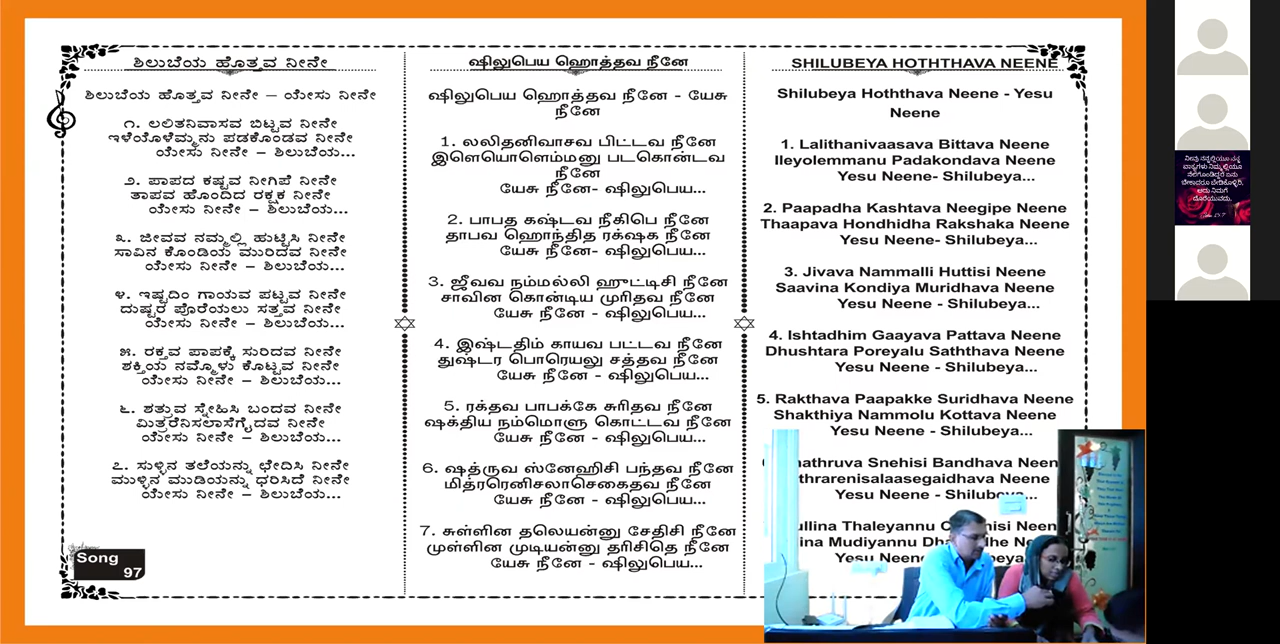 ಶಿಲುಬೆಯ ಹೊತ್ತವ ನೀನೇ
ಶಿಲುಬೆಯ ಹೊತ್ತವ ನೀನೇ – ಯೇಸು ನೀನೇ
೧. ಲಲಿತನಿವಾಸವ ಬಿಟ್ಟವ ನೀನೇ
ಇಳೆಯೊಳೆಮ್ಮನು ಪಡಕೊಂಡವ ನೀನೇ
ಯೇಸು ನೀನೇ – ಶಿಲುಬೆಯ...
೨. ಪಾಪದ ಕಷ್ಟವ ನೀಗಿಪೆ ನೀನೇ
ತಾಪವ ಹೊಂದಿದ ರಕ್ಷಕ ನೀನೇ
ಯೇಸು ನೀನೇ – ಶಿಲುಬೆಯ...
೩. ಜೀವವ ನಮ್ಮಲ್ಲಿ ಹುಟ್ಟಿಸಿ ನೀನೇ
ಸಾವಿನ ಕೊಂಡಿಯ ಮುರಿದವ ನೀನೇ
ಯೇಸು ನೀನೇ – ಶಿಲುಬೆಯ...
೪. ಇಷ್ಟದಿಂ ಗಾಯವ ಪಟ್ಟವ ನೀನೇ
ದುಷ್ಟರ ಪೊರೆಯಲು ಸತ್ತವ ನೀನೇ
ಯೇಸು ನೀನೇ – ಶಿಲುಬೆಯ...
೫. ರಕ್ತವ ಪಾಪಕ್ಕೆ ಸುರಿದವ ನೀನೇ
ಶಕ್ತಿಯ ನಮ್ಮೊಳು ಕೊಟ್ಟವ ನೀನೇ
ಯೇಸು ನೀನೇ – ಶಿಲುಬೆಯ...
೬. ಶತ್ರುವ ಸ್ನೇಹಿಸಿ ಬಂದವ ನೀನೇ
ಮಿತ್ರರೆನಿಸಲಾಸೆಗೈದವ ನೀನೇ
ಯೇಸು ನೀನೇ – ಶಿಲುಬೆಯ...
೭. ಸುಳ್ಳಿನ ತಲೆಯನ್ನು ಛೇದಿಸಿ ನೀನೇ
ಮುಳ್ಳಿನ ಮುಡಿಯನ್ನು ಧರಿಸಿದೆ ನೀನೇ
ಯೇಸು ನೀನೇ – ಶಿಲುಬೆಯ...
Song
97
ஷிலுபெய ஹொத்தவ நீனே
ஷிலுபெய ஹொத்தவ நீனே - யேசு
நீனே
1. லலிதனிவாசவ பிட்டவ நீனே
இளெயொளெம்மனு படகொன்டவ
நீனே
யேசு நீனே- ஷிலுபெய...
2. பாபத கஷ்டவ நீகிபெ நீனே
தாபவ ஹொந்தித ரக்ஷக நீனே
யேசு நீனே- ஷிலுபெய...
3. ஜீவவ நம்மல்லி ஹுட்டிசி நீனே
சாவின கொன்டிய முரிதவ நீனே
யேசு நீனே - ஷிலுபெய...
4. இஷ்டதிம் காயவ பட்டவ நீனே
துஷ்டர பொரெயலு சத்தவ நீனே
யேசு நீனே - ஷிலுபெய...
5. ரக்தவ பாபக்கே சுரிதவ நீனே
ஷக்திய நம்மொளு கொட்டவ நீனே
யேசு நீனே - ஷிலுபெய...
6. ஷத்ருவ ஸ்னேஹிசி பந்தவ நீனே
மித்ரரெனிசலாசெகைதவ நீனே
யேசு நீனே - ஷிலுபெய...
7. சுள்ளின தலெயன்னு சேதிசி நீனே
முள்ளின முடியன்னு தரிசிதெ நீனே
யேசு நீனே - ஷிலுபெய...
SHILUBEYA HOTHTHAVA NEENE
Shilubeya Hoththava Neene - Yesu
Neene
1. Lalithanivaasava Bittava Neene
Ileyolemmanu Padakondava Neene
Yesu Neene- Shilubeya...
2. Paapadha Kashtava Neegipe Neene
Thaapava Hondhidha Rakshaka Neene
Yesu Neene- Shilubeya...
3. Jivava Nammalli Huttisi Neene
Saavina Kondiya Muridhava Neene
Yesu Neene - Shilubeya...
4. Ishtadhim Gaayava Pattava Neene
Dhushtara Poreyalu Saththava Neene
Yesu Neene - Shilubeya...
5. Rakthava Paapakke Suridhava Neene
Shakthiya Nammolu Kottava Neene
Yesu Neene - Shilubeya...
Snehisi Bandhava
Neene
Yesu Neene - Shilubeya...
Thaleyannu
Mudiyannu
Yesu